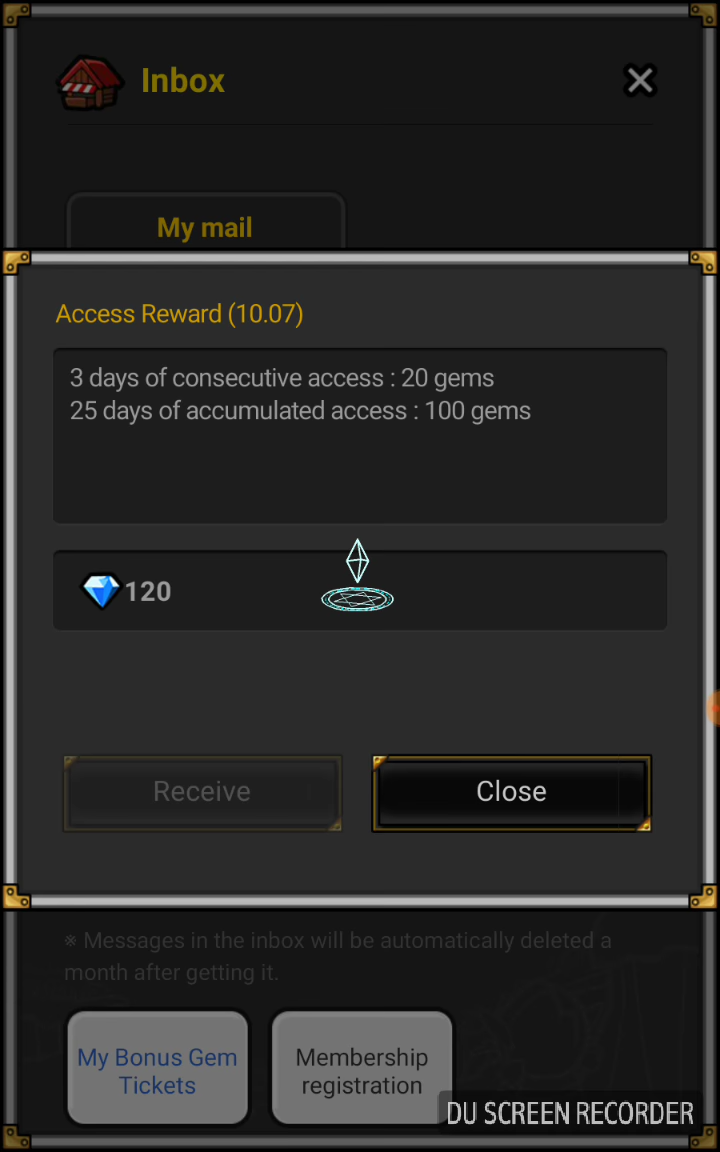 Inbox
My mail
Access Reward (10.07)
3 days of consecutive access : 20 gems
25 days of accumulated access : 100 gems
120
Receive
Close
※ Messages in the inbox will be automatically deleted a
month after getting it.
My Bonus Gem
Tickets
Membership
registration
DU SCREEN RECORDER